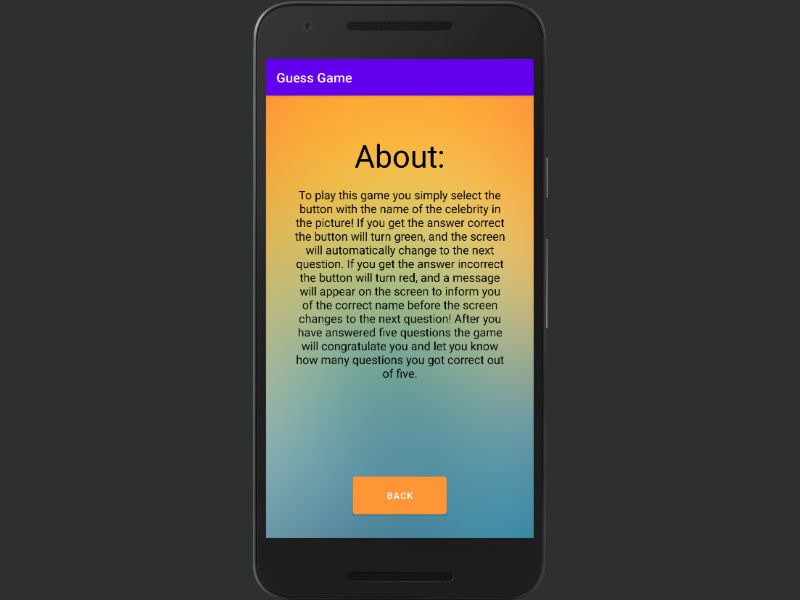 Guess Game
About:
To play this game you simply select the
button with the name of the celebrity in
the picture! If you get the answer correct
the button will turn green, and the screen
will automatically change to the next
question. If you get the answer incorrect
the button will turn red, and a message
will appear on the screen to inform you
of the correct name before the screen
changes to the next question! After you
have answered five questions the game
will congratulate you and let you know
how many questions you got correct out
of five.
BACK